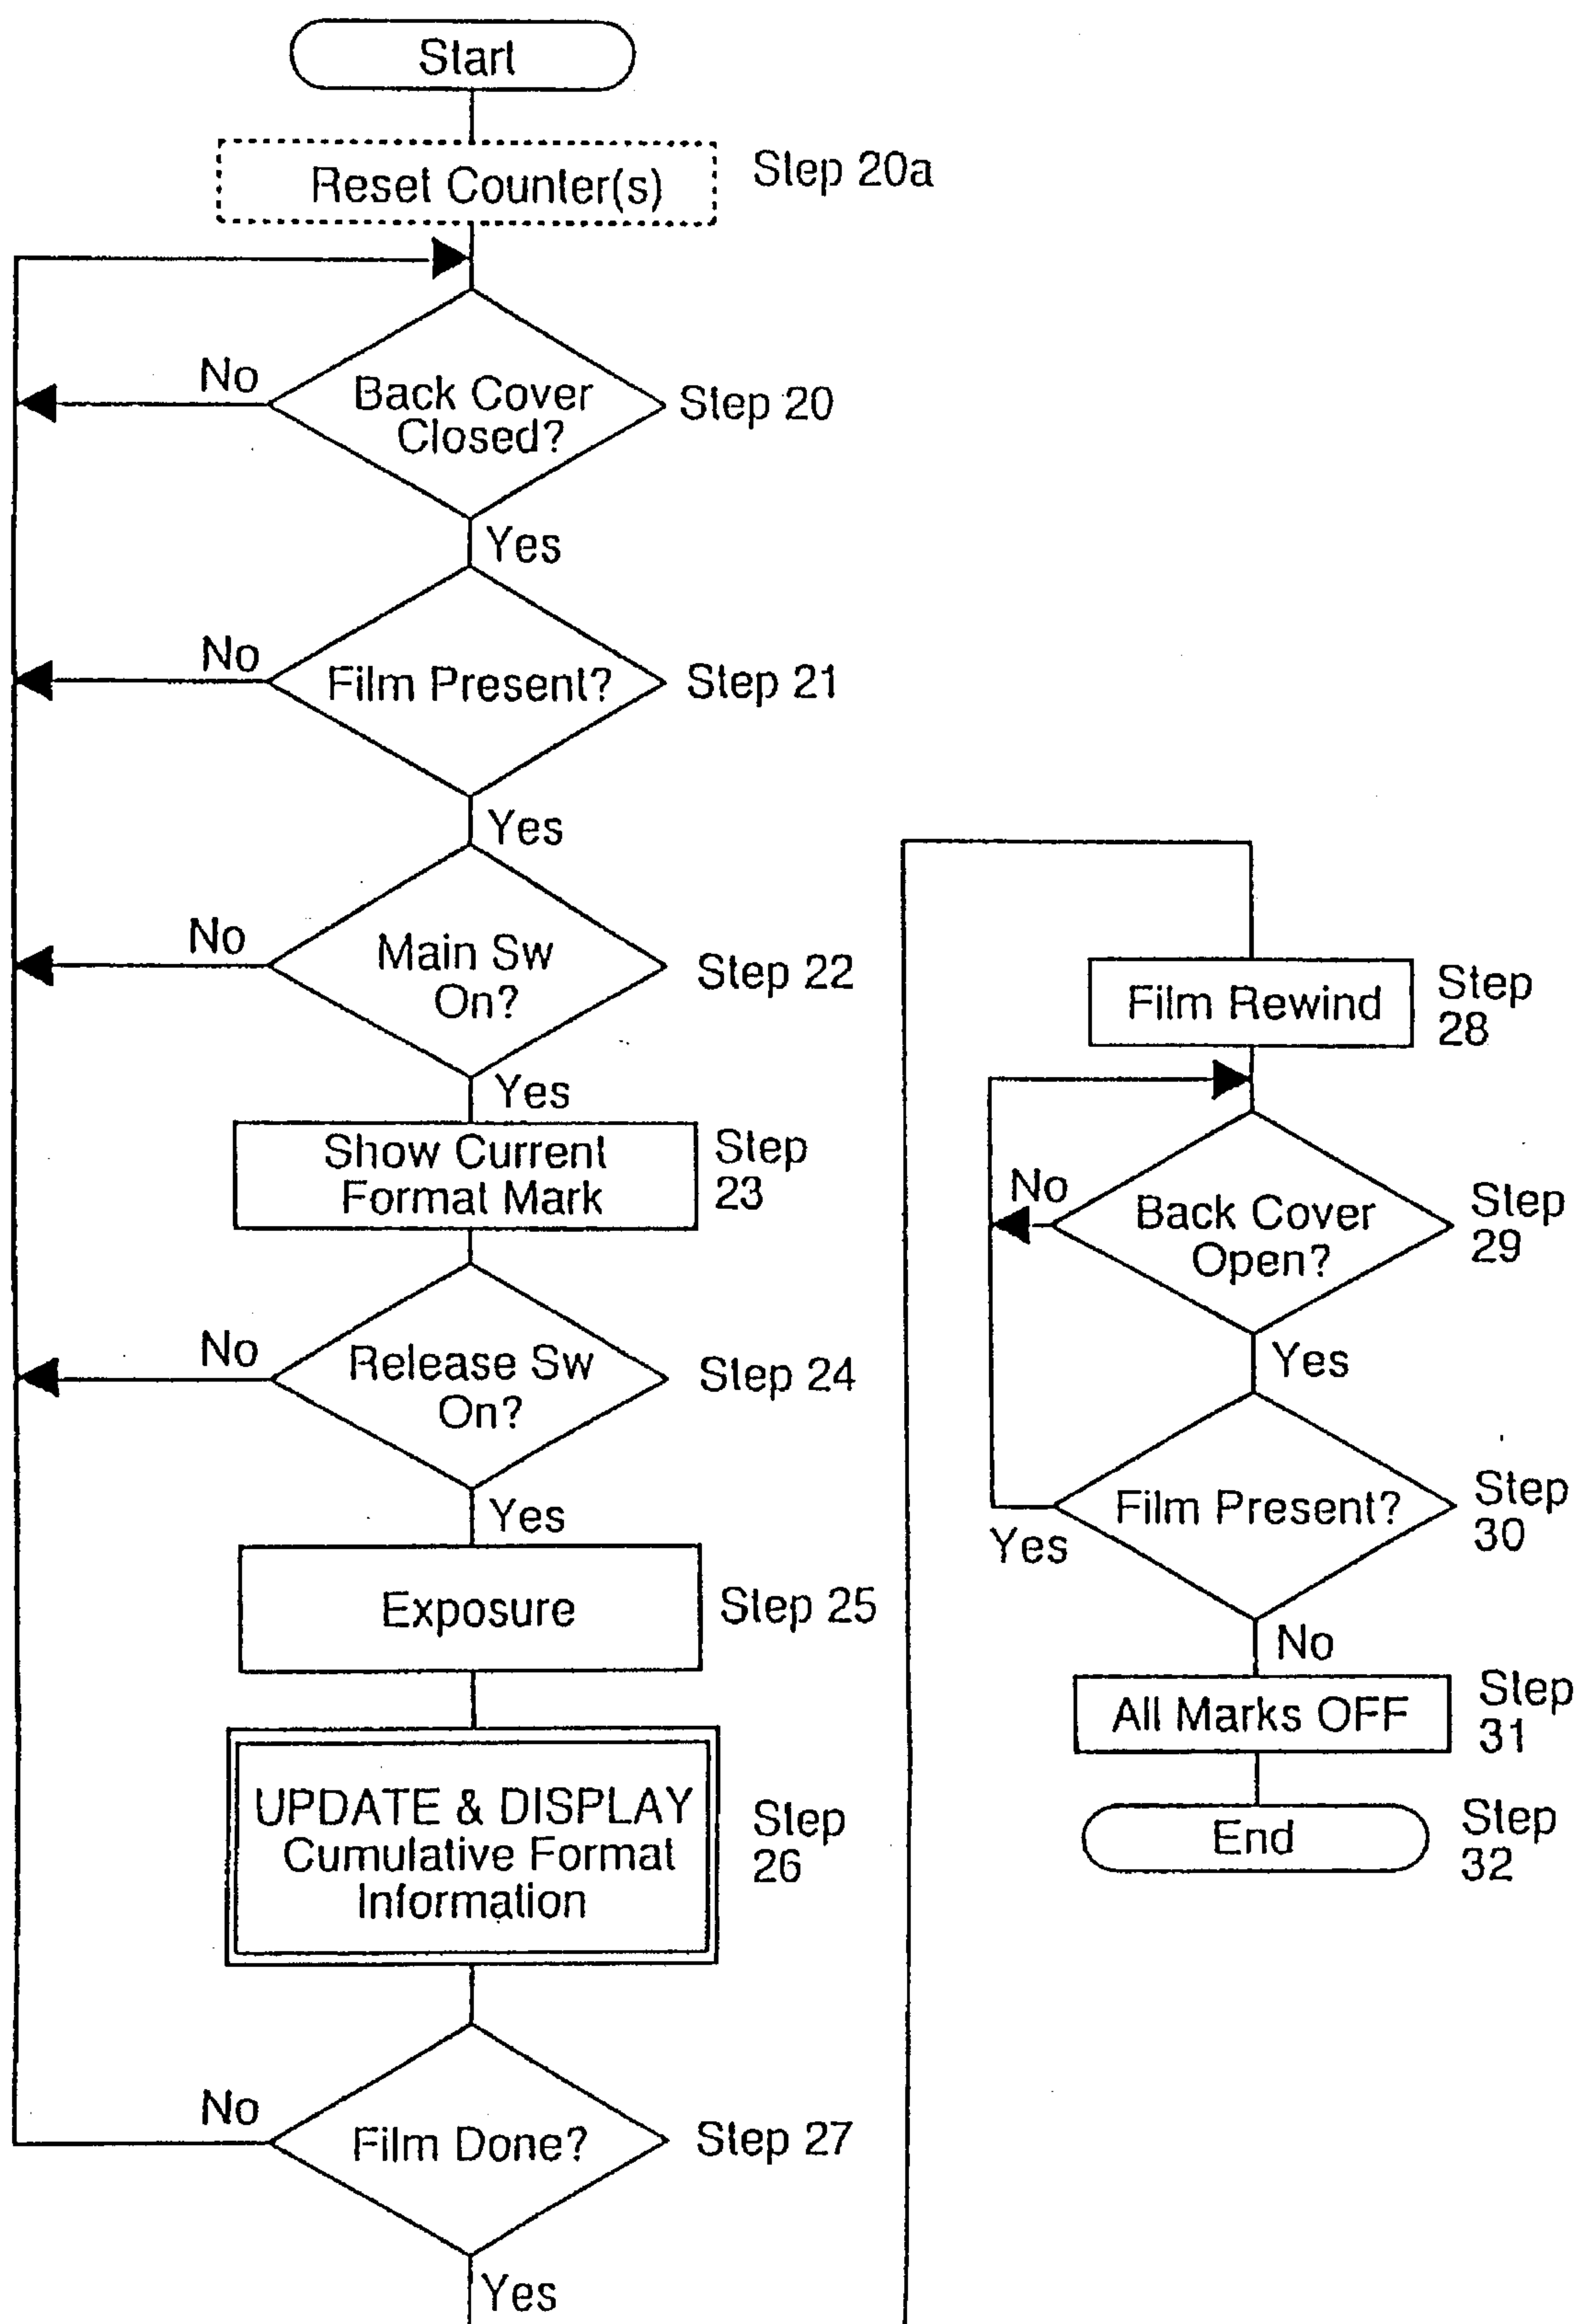 Start
Reset Counter(s)
Step 20a
No
Back Cover
Closed?
Step 20
Yes
No
Film Present?
Step 21
Yes
No
Main Sw
On?
Step 22
Yes
Show Current
Format Mark
Step
23
No
Release Sw
On?
Step 24
Yes
Exposure
Step 25
UPDATE & DISPLAY
Cumulative Format
Information
Step
26
No
Film Done?
Step 27
Yes
Film Rewind
Step
28
No
Back Cover
Open?
Step
29
Yes
Film Present?
Step
30
Yes
No
All Marks OFF
Step
31
End
Step
32